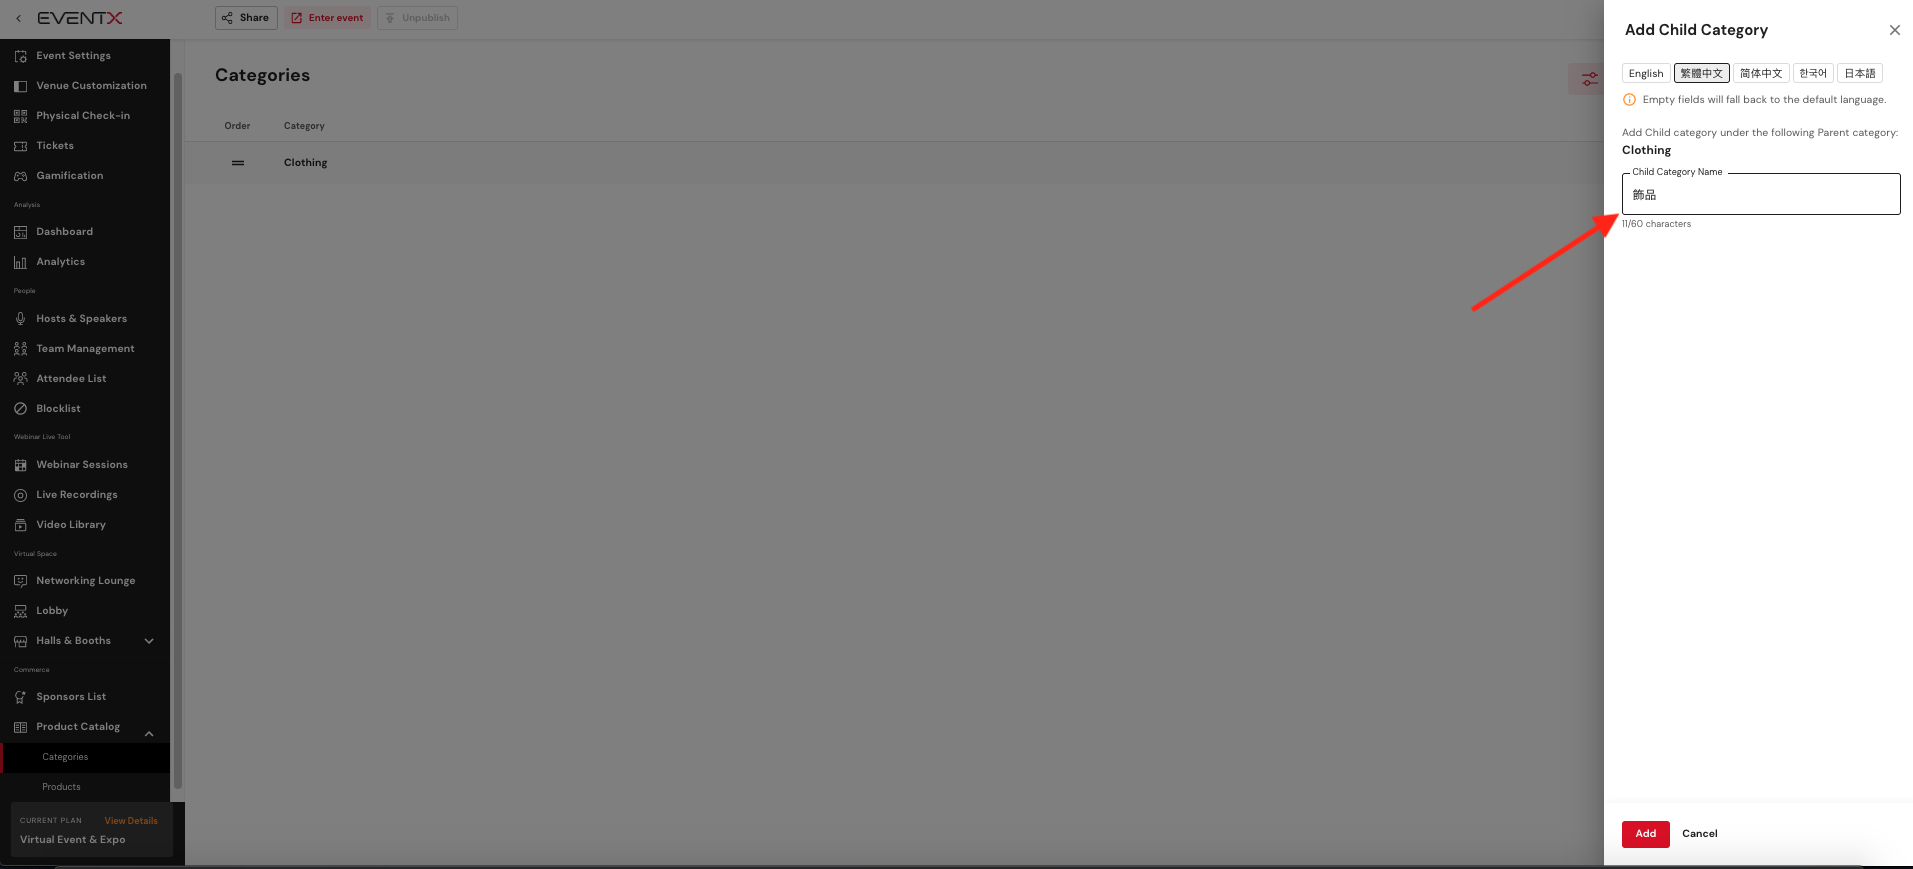 EVENTX
Share
Enter event
Unpublish
Event Settings
Venue Customization
Physical Check-in
Tickets
Gamification
Analysis
Dashboard
Analytics
People
Hosts & Speakers
Team Management
Attendee List
Blocklist
Webinar Live Tool
Webinar Sessions
Live Recordings
Video Library
Virtual Space
Networking Lounge
Lobby
Halls & Booths
Commerce
Sponsors List
Product Catalog
Categories
Products
CURRENT PLAN View Details
Virtual Event & Expo
Categories
Order Category
Clothing
Add Child Category
English 繁體中文 简体中文 한국어 日本語
Empty fields will fall back to the default language.
Add Child category under the following Parent category:
Clothing
Child Category Name
飾品
11/60 characters
Add Cancel